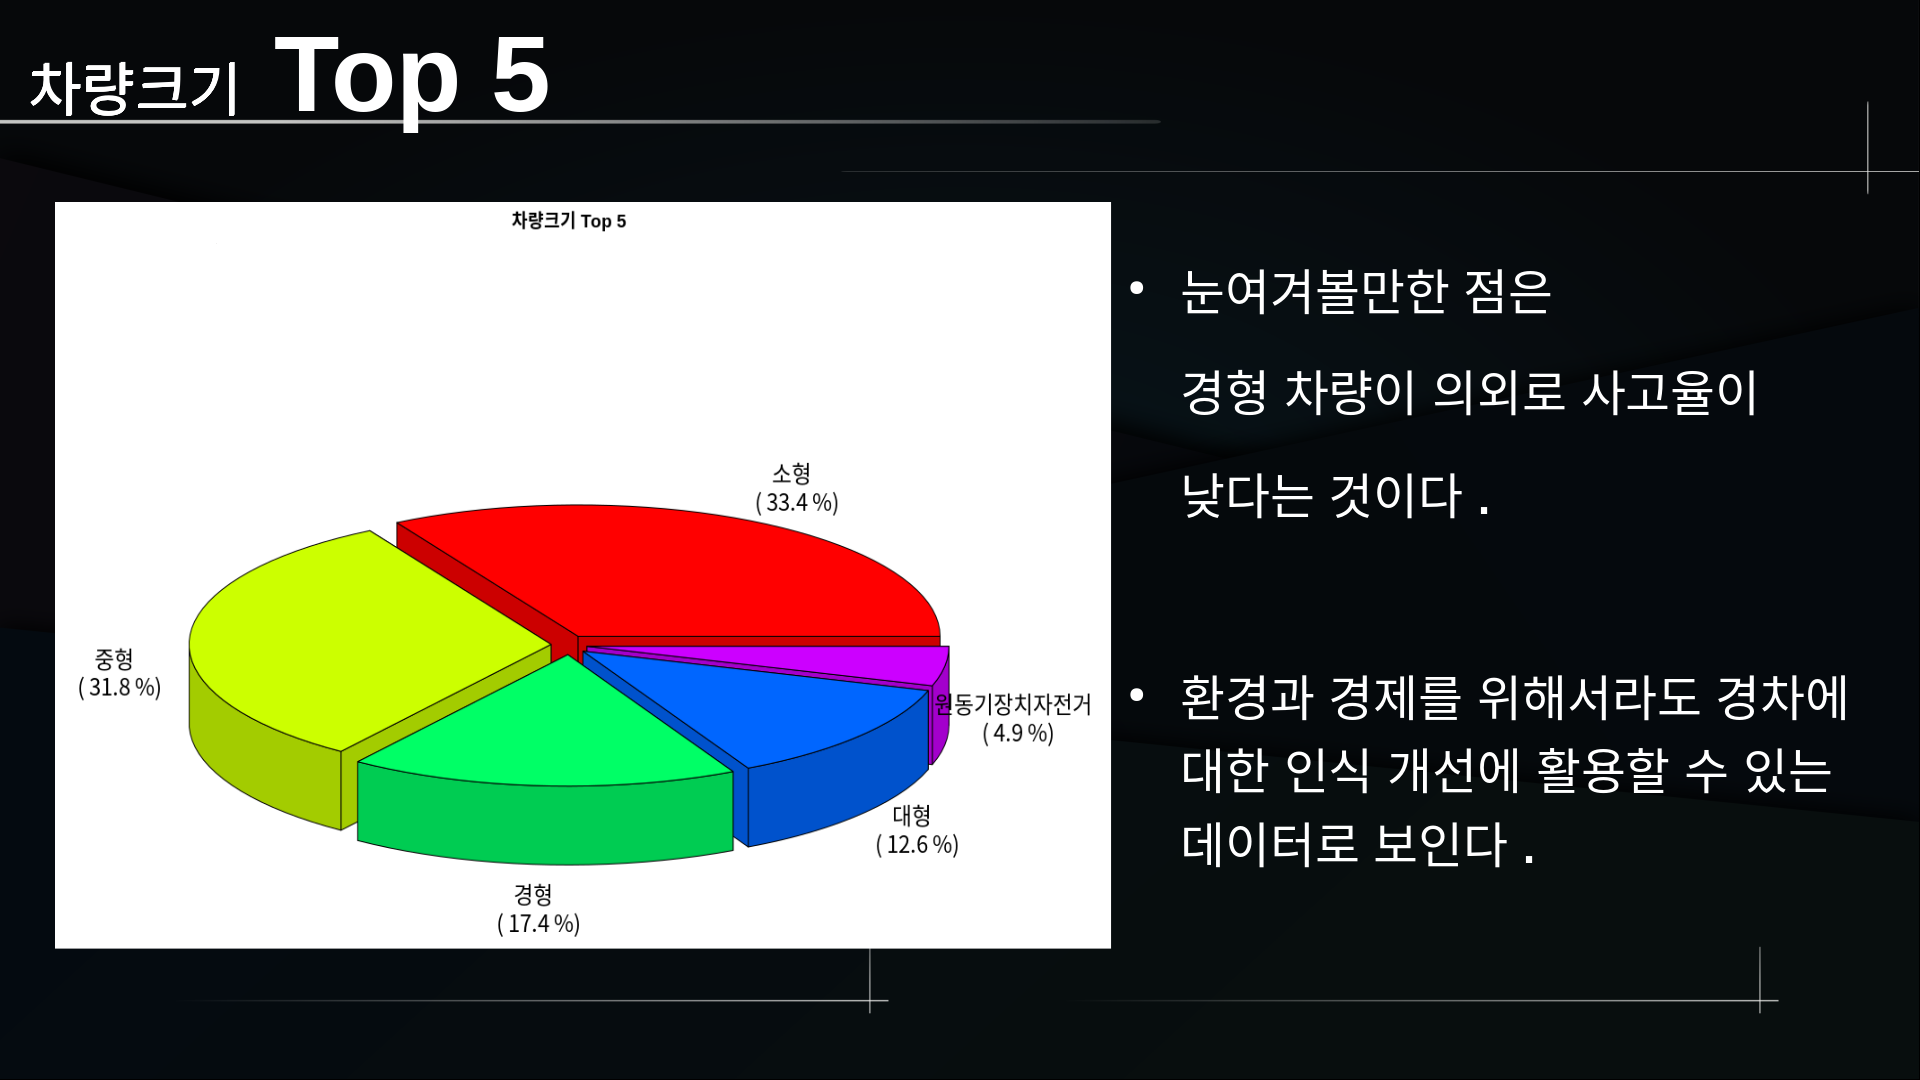 차량크기 Top 5
차량크기 Top 5
소형
( 33.4 %)
중형
( 31.8 %)
원동기장치자전거
( 4.9 %)
대형
( 12.6 %)
경형
( 17.4 %)
• 눈여겨볼만한 점은
경형 차량이 의외로 사고율이
낮다는 것이다 .
• 환경과 경제를 위해서라도 경차에
대한 인식 개선에 활용할 수 있는
데이터로 보인다 .